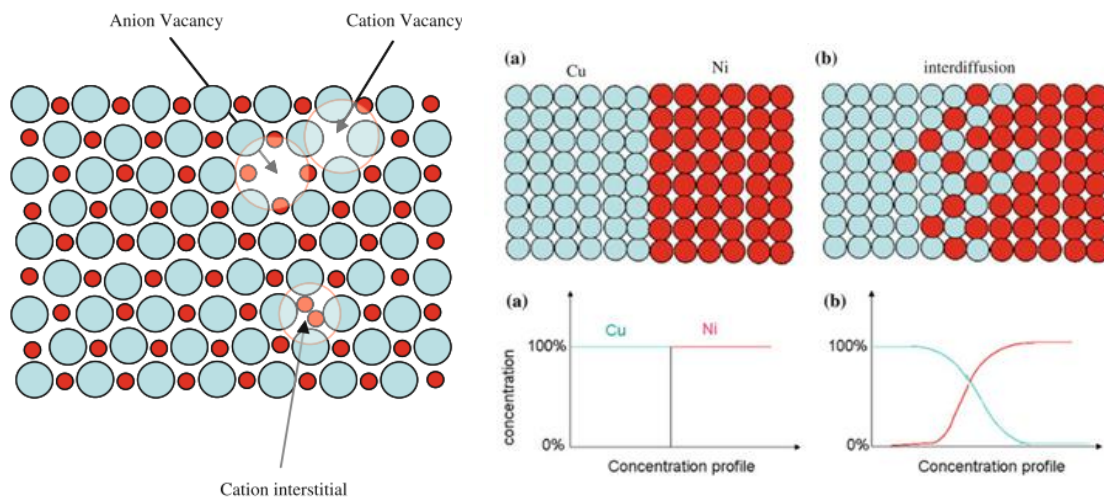 Anion Vacancy
Cation Vacancy
Cation interstitial
(a)
Cu
Ni
(b)
interdiffusion
(a)
Cu
Ni
100%
0%
concentration
Concentration profile
(b)
100%
0%
Concentration profile